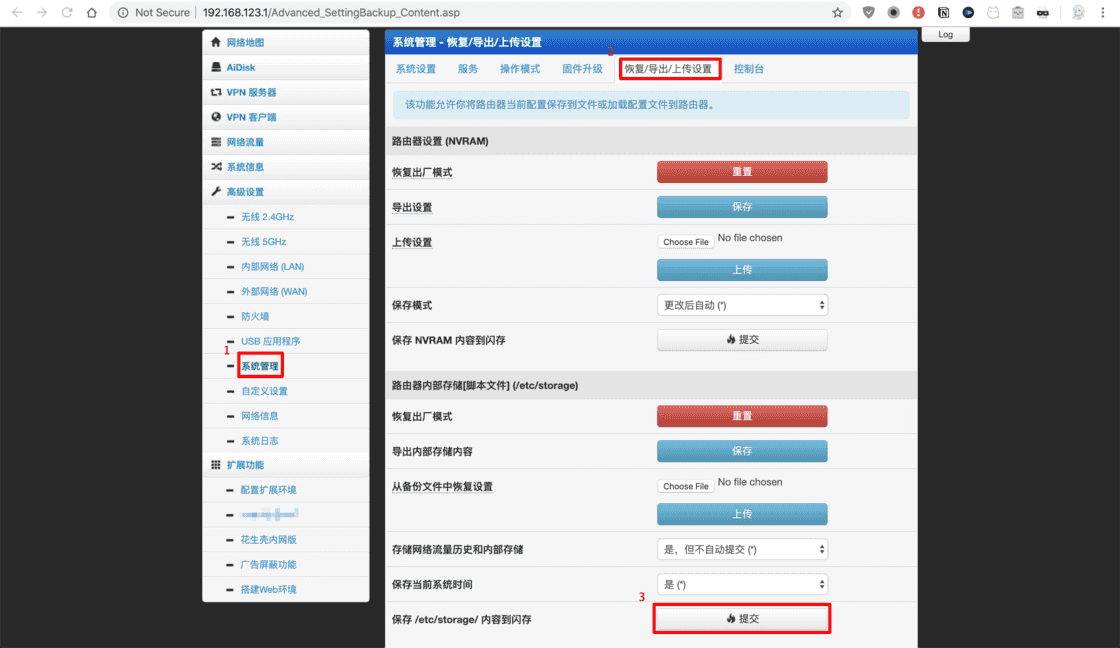 Not Secure | 192.168.123.1/Advanced_SettingBackup_Content.asp
Log
网络地图
AiDisk
VPN 服务器
VPN 客户端
网络流量
系统信息
高级设置
无线 2.4GHz
无线 5GHz
内部网络 (LAN)
外部网络 (WAN)
防火墙
USB 应用程序
1
系统管理
自定义设置
网络信息
系统日志
扩展功能
配置扩展环境
花生壳内网版
广告屏蔽功能
搭建Web环境
系统管理 - 恢复/导出/上传设置
2
系统设置 服务 操作模式 固件升级 恢复/导出/上传设置 控制台
该功能允许你将路由器当前配置保存到文件或加载配置文件到路由器。
路由器设置 (NVRAM)
恢复出厂模式 重置
导出设置 保存
上传设置 Choose File No file chosen
上传
保存模式 更改后自动 (*)
保存 NVRAM 内容到闪存 提交
路由器内部存储[脚本文件] (/etc/storage)
恢复出厂模式 重置
导出内部存储内容 保存
从备份文件中恢复设置 Choose File No file chosen
上传
存储网络流量历史和内部存储 是，但不自动提交 (*)
保存当前系统时间 是 (*)
3
保存 /etc/storage/ 内容到闪存 提交